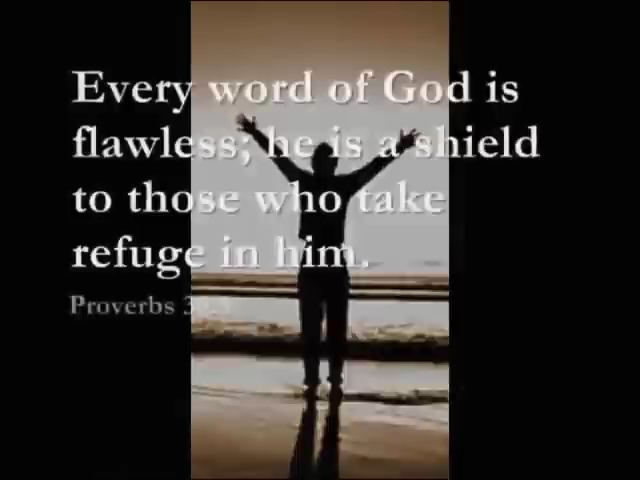 Every word of God is
flawless; he is a shield
to those who take
refuge in him.
Proverbs